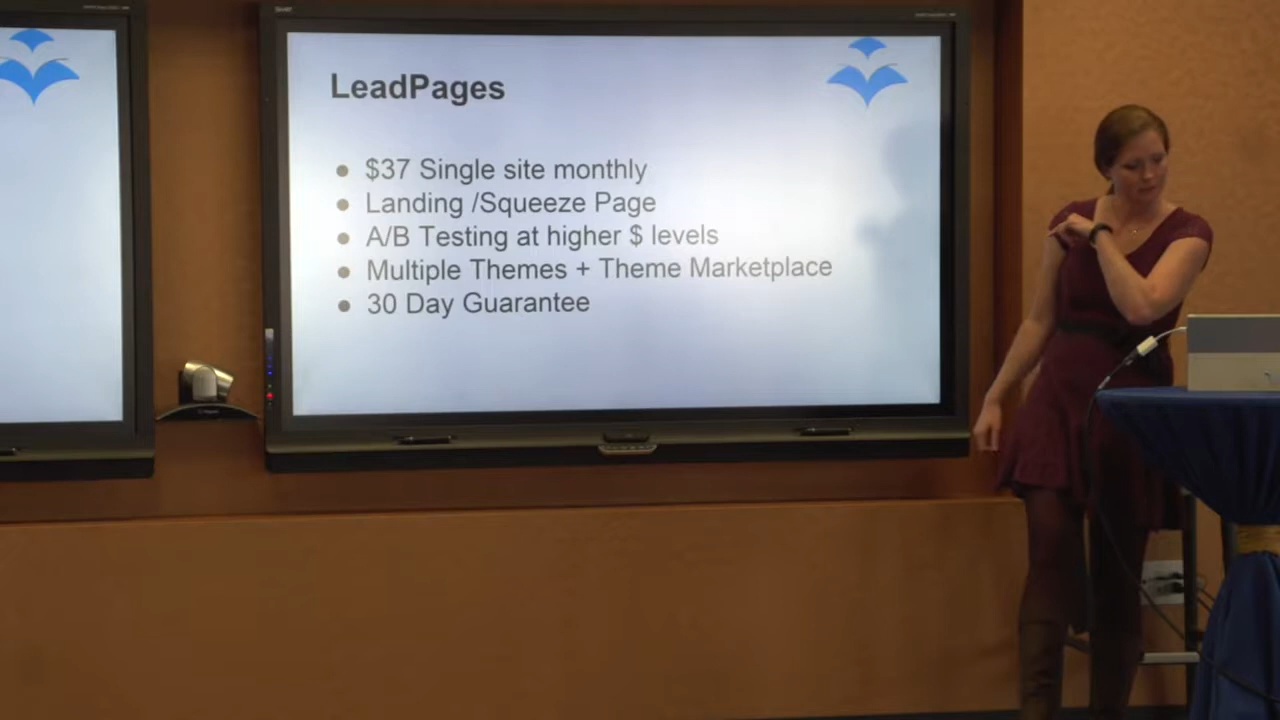 LeadPages
● $37 Single site monthly
● Landing /Squeeze Page
● A/B Testing at higher $ levels
● Multiple Themes + Theme Marketplace
● 30 Day Guarantee